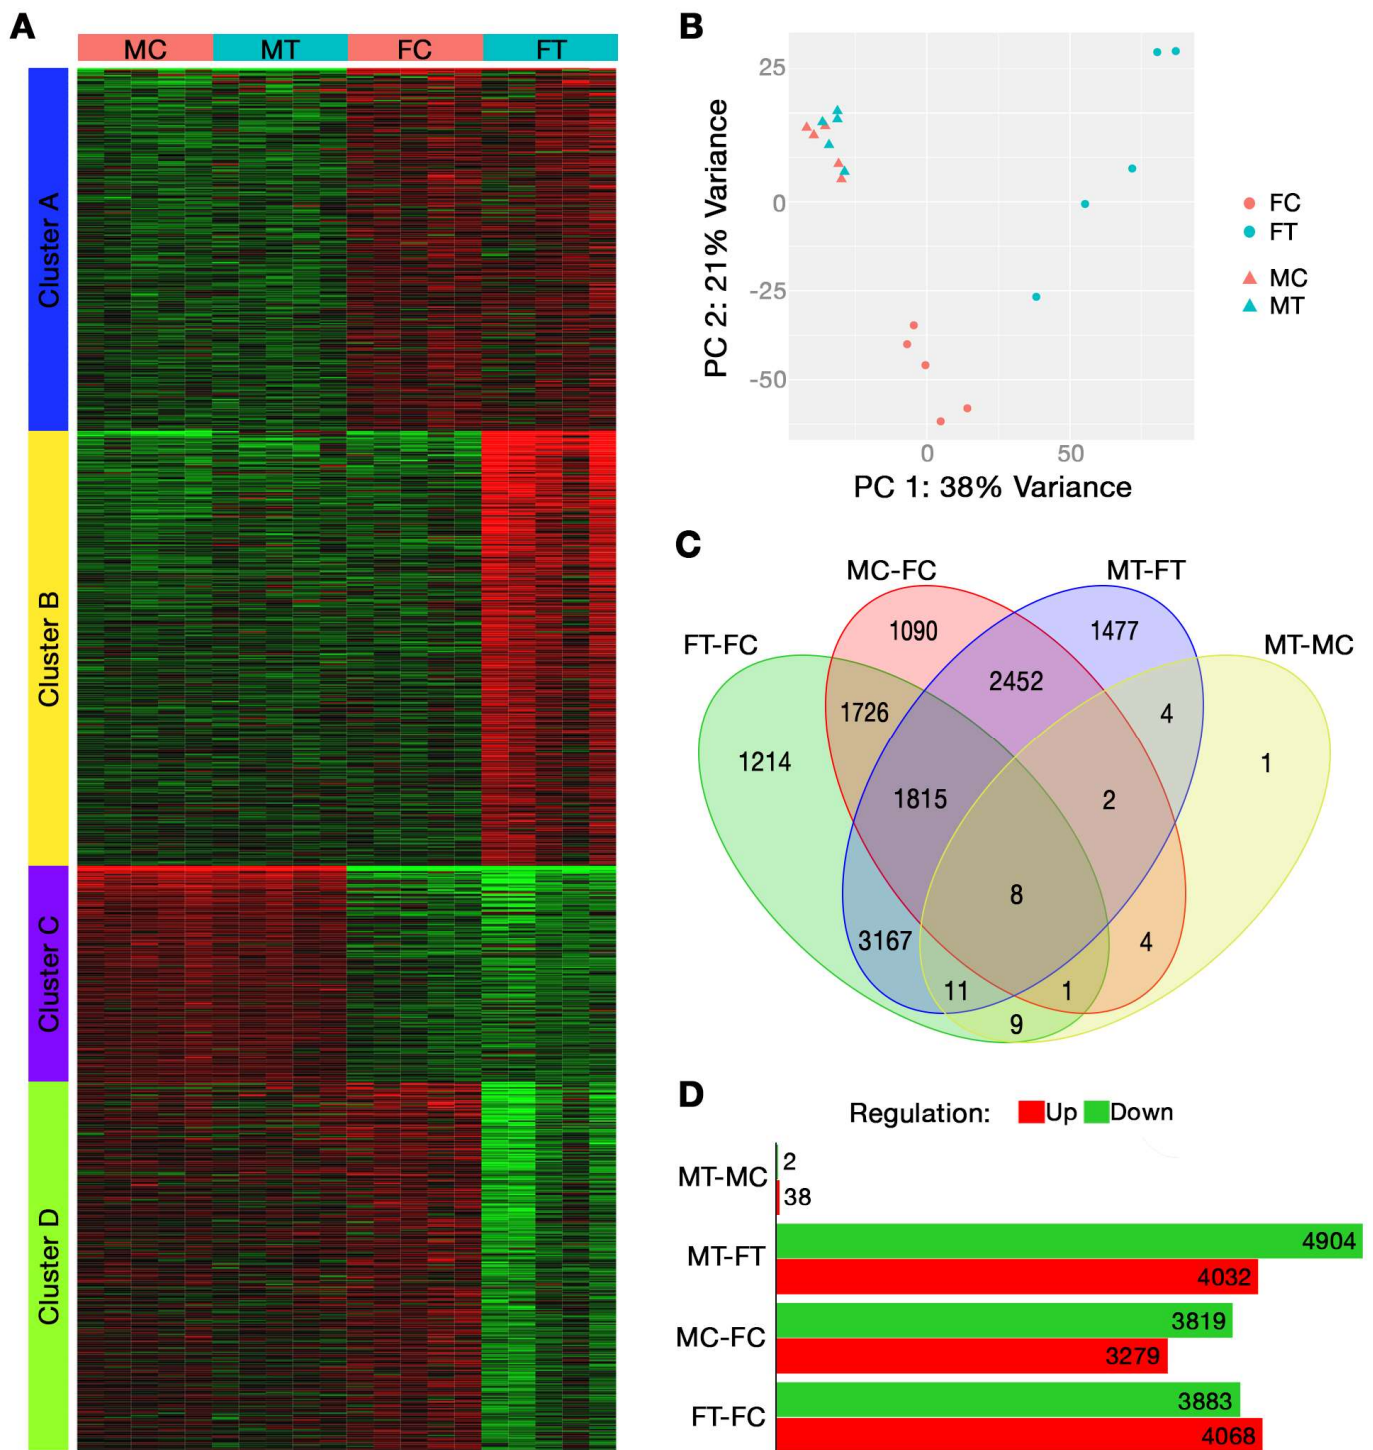 A
MC
MT
FC
FT
Cluster A
Cluster B
Cluster C
Cluster D
B
PC 2: 21% Variance
25
0
-25
-50
0
50
PC 1: 38% Variance
FC
FT
MC
MT
C
MC-FC
MT-FT
FT-FC
MT-MC
1090
1477
2452
1726
4
1214
1
1815
2
8
3167
4
11
1
9
D
Regulation:
Up
Down
MT-MC
2
38
MT-FT
4904
4032
MC-FC
3819
3279
FT-FC
3883
4068